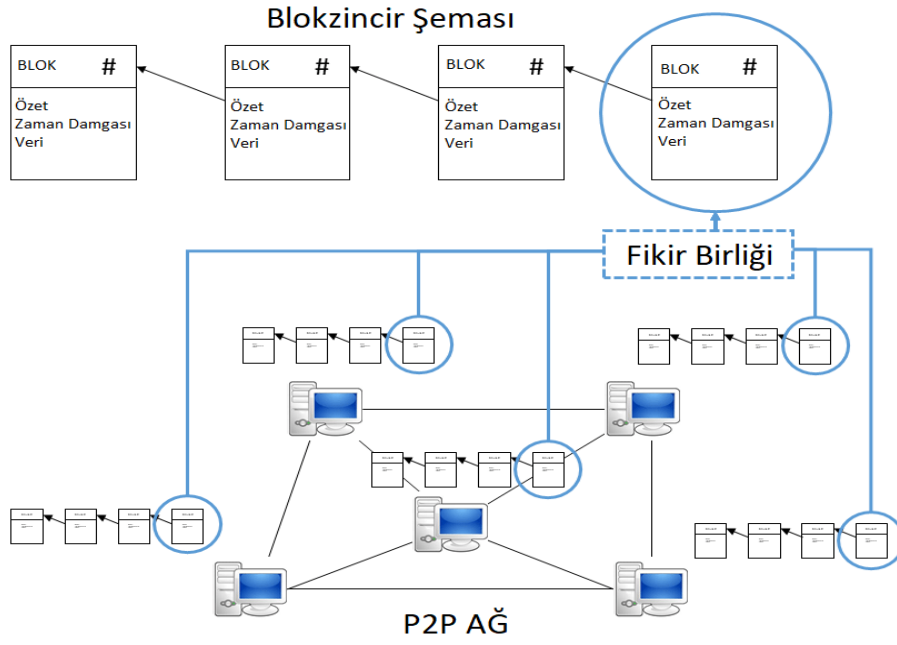 Blokzincir Şeması
BLOK #
Özet
Zaman Damgası
Veri
BLOK #
Özet
Zaman Damgası
Veri
BLOK #
Özet
Zaman Damgası
Veri
BLOK #
Özet
Zaman Damgası
Veri
Fikir Birliği
P2P AĞ